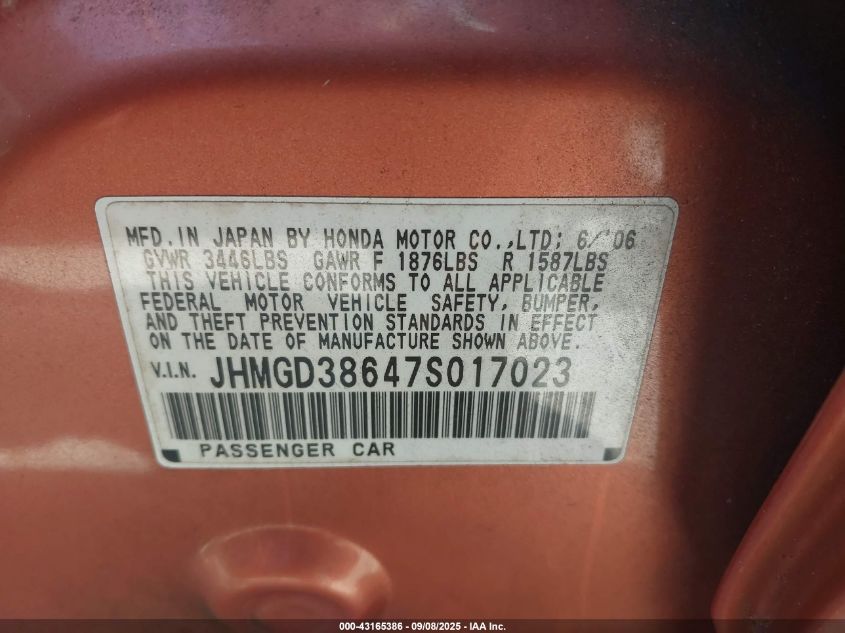 MFD.IN JAPAN BY HONDA MOTOR CO.,LTD; 6/'06
GVWR 3446LBS GAWR F 1876LBS R 1587LBS
THIS VEHICLE CONFORMS TO ALL APPLICABLE
FEDERAL MOTOR VEHICLE SAFETY, BUMPER,
AND THEFT PREVENTION STANDARDS IN EFFECT
ON THE DATE OF MANUFACTURE SHOWN ABOVE.
V.I.N. JHMGD38647S017023
PASSENGER CAR
000-43165386 - 09/08/2025 - IAA Inc.